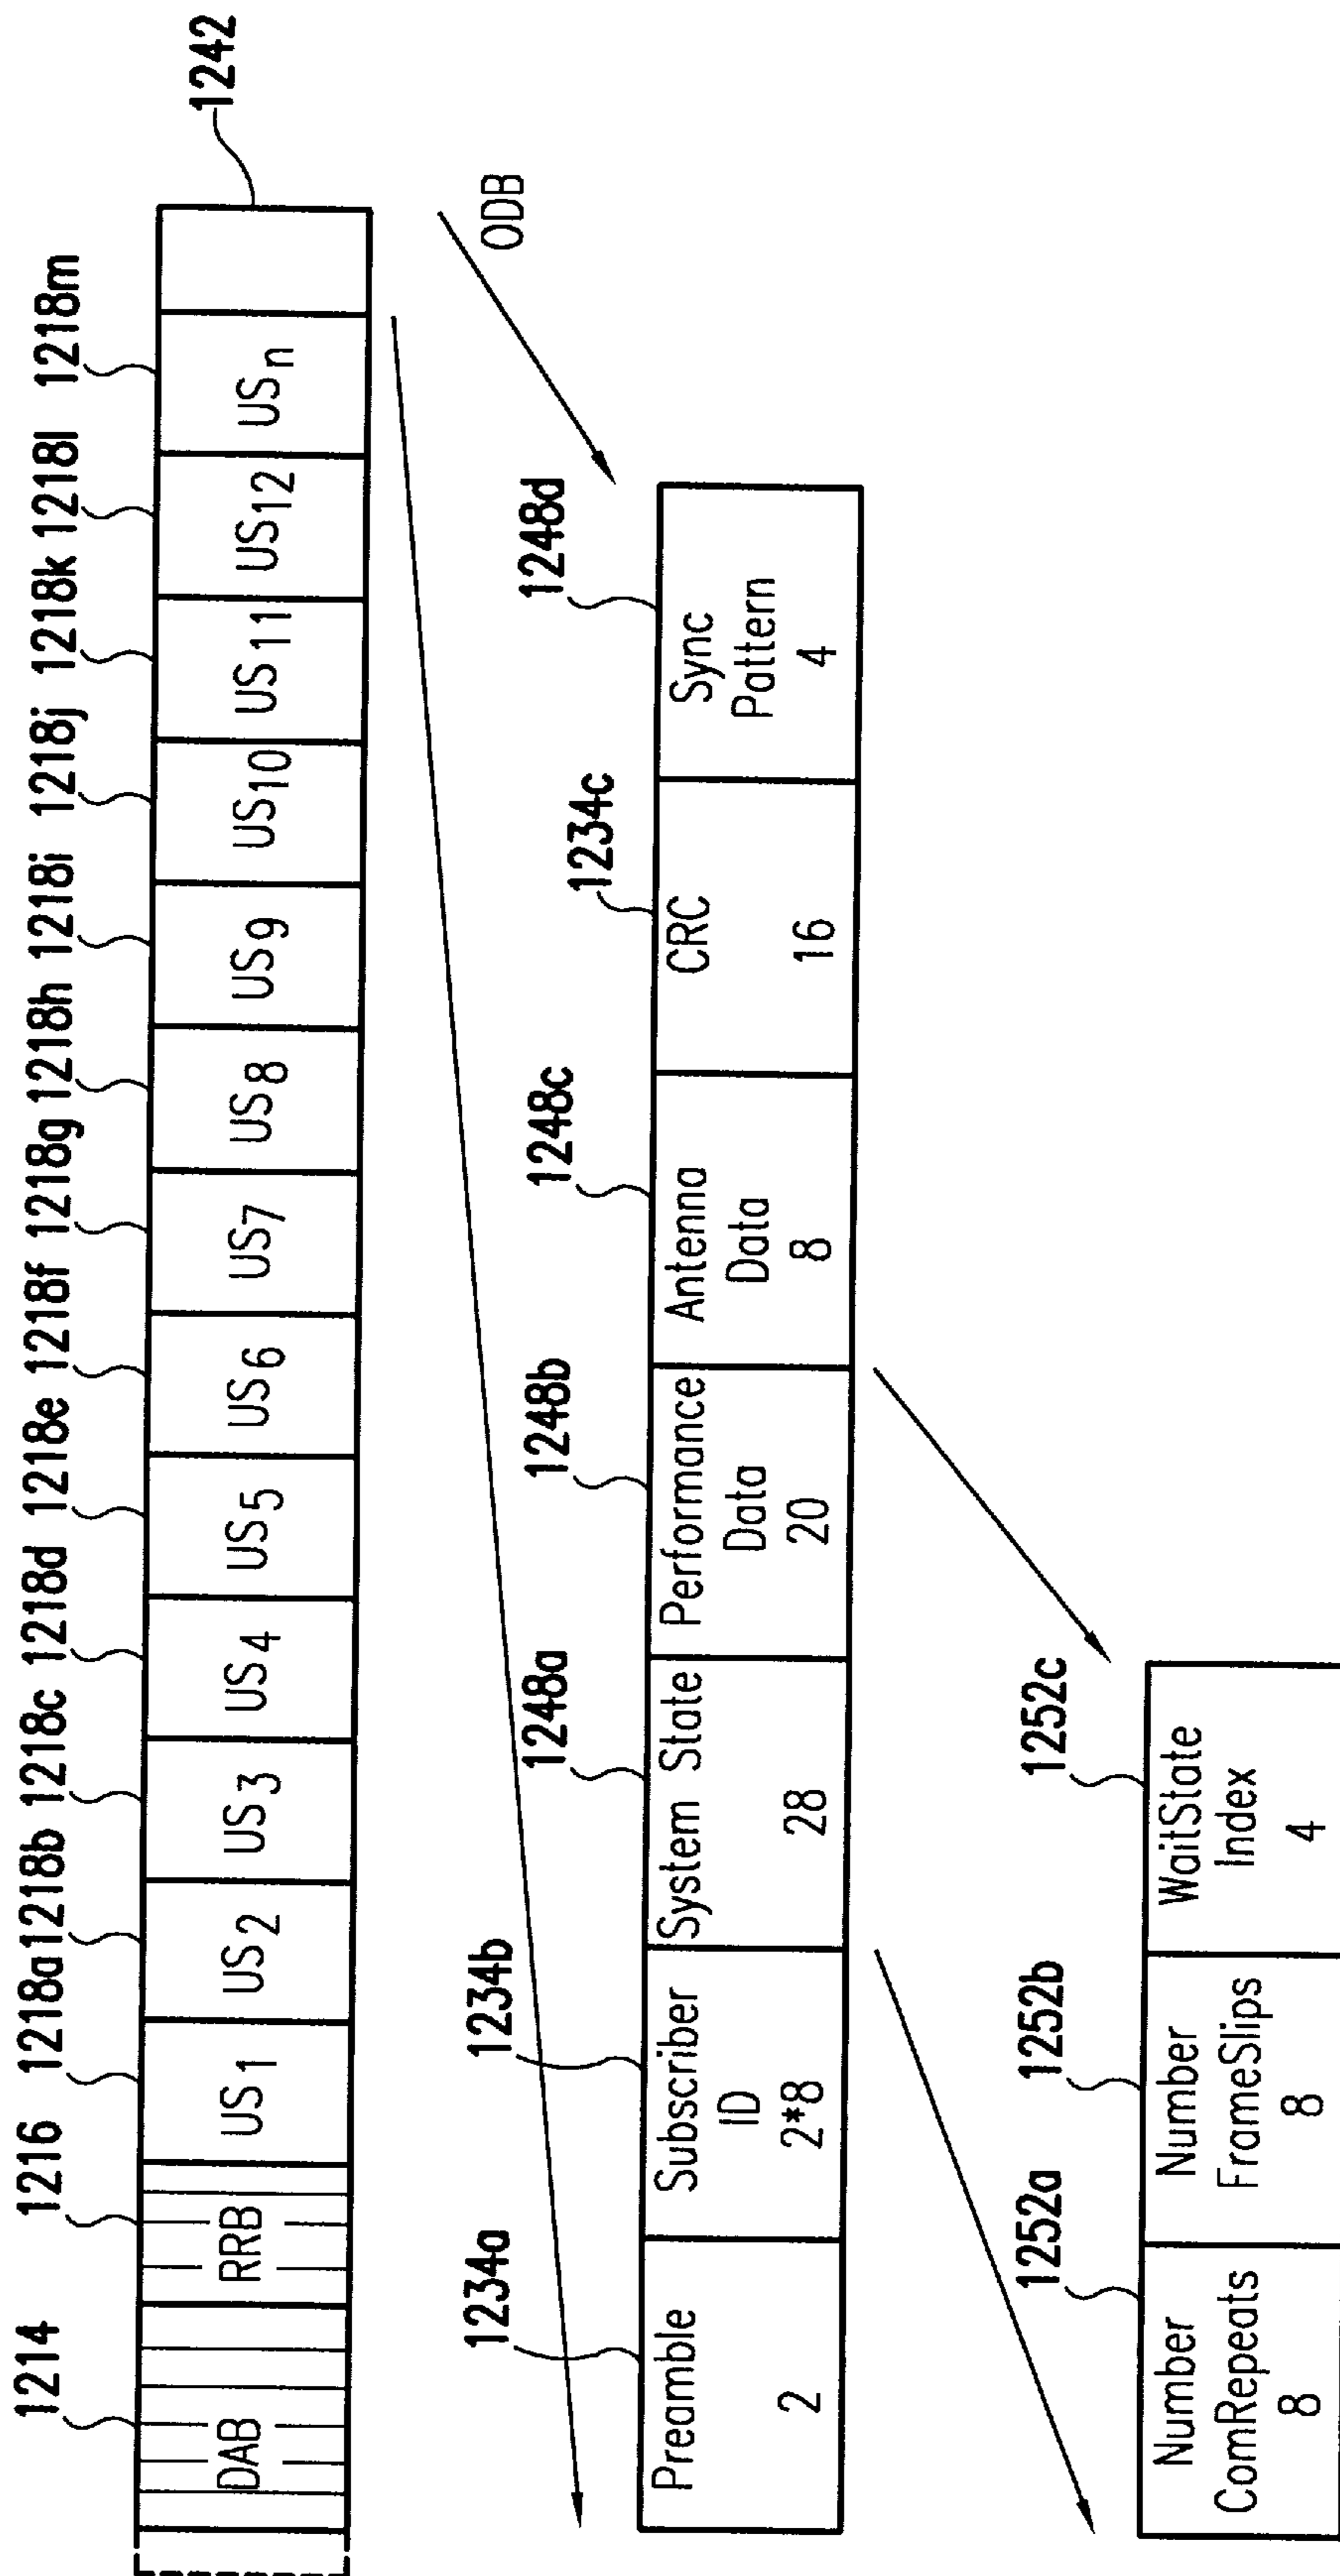 1214 1216 1218a 1218b 1218c 1218d 1218e 1218f 1218g 1218h 1218i 1218j 1218k 1218l 1218m 1242
DAB RRB US1 US2 US3 US4 US5 US6 US7 US8 US9 US10 US11 US12 USn
ODB
1234a 1234b 1248a 1248b 1248c 1234c 1248d
Preamble
2
Subscriber
ID
2*8
System State
28
Performance
Data
20
Antenna
Data
8
CRC
16
Sync
Pattern
4
1252a 1252b 1252c
Number
ComRepeats
8
Number
FrameSlips
8
WaitState
Index
4